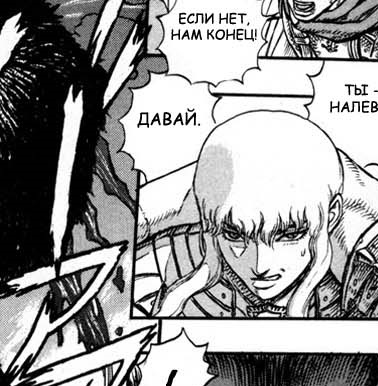 ЕСЛИ НЕТ,
НАМ КОНЕЦ!
ТЫ -
НАЛЕВ
ДАВАЙ.